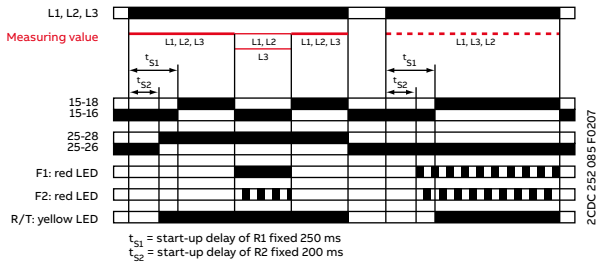 L1, L2, L3
Measuring value
L1, L2, L3
L1, L2
L3
L1, L2, L3
L1, L3, L2
tS1
tS2
tS1
tS2
15-18
15-16
25-28
25-26
F1: red LED
F2: red LED
R/T: yellow LED
tS1 = start-up delay of R1 fixed 250 ms
tS2 = start-up delay of R2 fixed 200 ms
2CDC 252 085 F0207